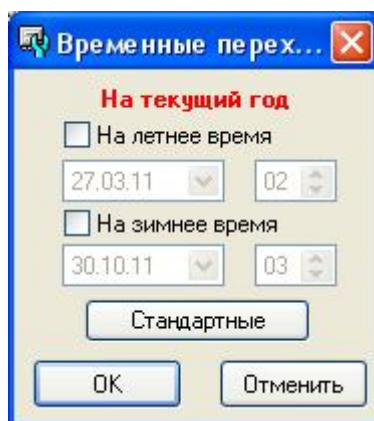 Временные перех...
На текущий год
На летнее время
27.03.11 02
На зимнее время
30.10.11 03
Стандартные
OK Отменить